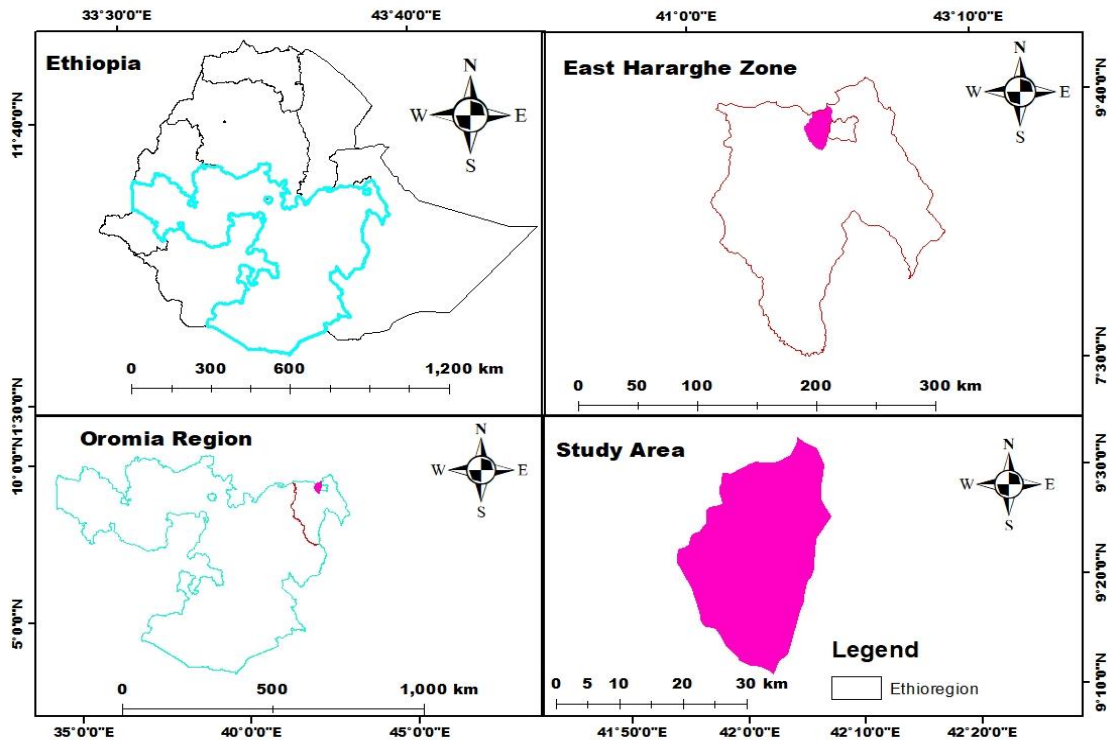 33°30'0"N 43°40'0"N
41°0'0"N 43°10'0"N
Ethiopia
N
W E
S
11°40'0"N
0 300 600 1,200 km
1°30'0"N
East Hararghe Zone
N
W E
S
9°40'0"N
7°30'0"N
0 50 100 200 300 km
Oromia Region
N
W E
S
10°0'0"N
5°0'0"N
0 500 1,000 km
35°0'0"N 40°0'0"N 45°0'0"N
Study Area
N
W E
S
9°30'0"N
9°20'0"N
9°10'0"N
Legend
Ethioregion
0 5 10 20 30 km
41°50'0"N 42°0'0"N 42°10'0"N 42°20'0"N